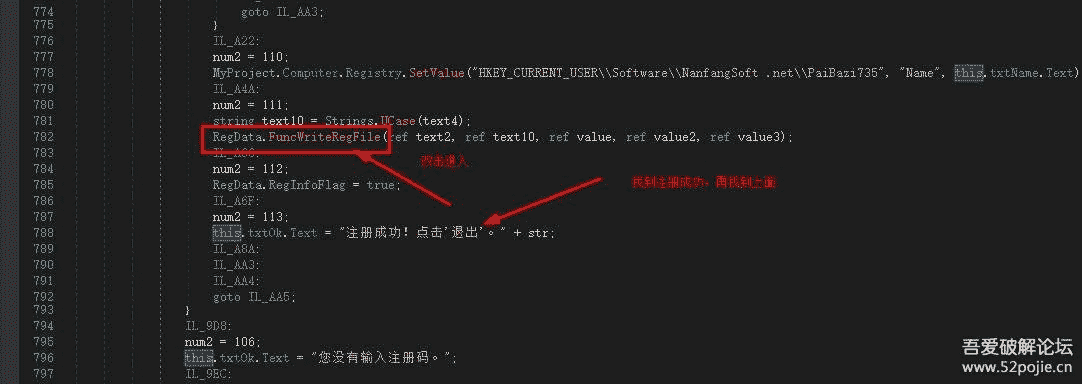 774 goto IL_AA3;
775 }
776 IL_A22:
777 num2 = 110;
778 MyProject.Computer.Registry.SetValue("HKEY_CURRENT_USER\\Software\\NanfangSoft .net\\PaiBazi735", "Name", this.txtName.Text)
779 IL_A4A:
780 num2 = 111;
781 string text10 = Strings.UCase(text4);
782 RegData.FuncWriteRegFile(ref text2, ref text10, ref value, ref value2, ref value3);
783
双击进入
784 num2 = 112;
785 RegData.RegInfoFlag = true;
找到注册成功，再找到上面
786 IL_A6F:
787 num2 = 113;
788 this.txtOk.Text = "注册成功！点击'退出'。" + str;
789 IL_A8A:
790 IL_AA3:
791 IL_AA4:
792 goto IL_AA5;
793 }
794 IL_9D8:
795 num2 = 106;
796 this.txtOk.Text = "您没有输入注册码。";
797 IL_9EC:
吾爱破解论坛
www.52pojie.cn